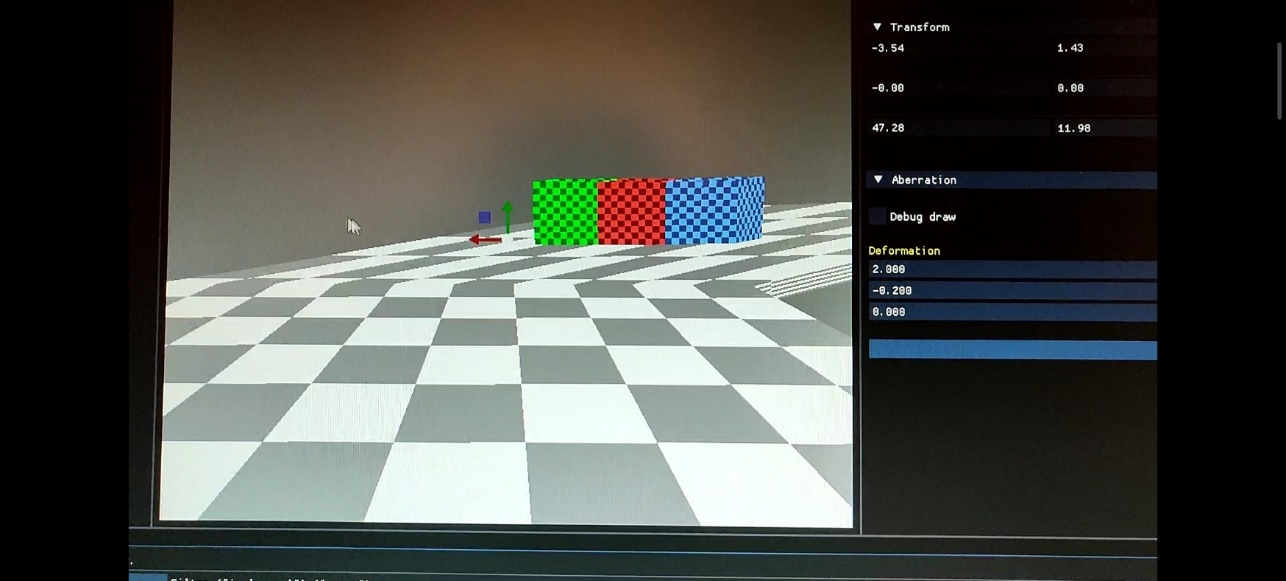 Transform
-3.54 1.43
-0.00 0.00
47.28 11.98
Aberration
Debug draw
Deformation
2.000
-0.200
0.000